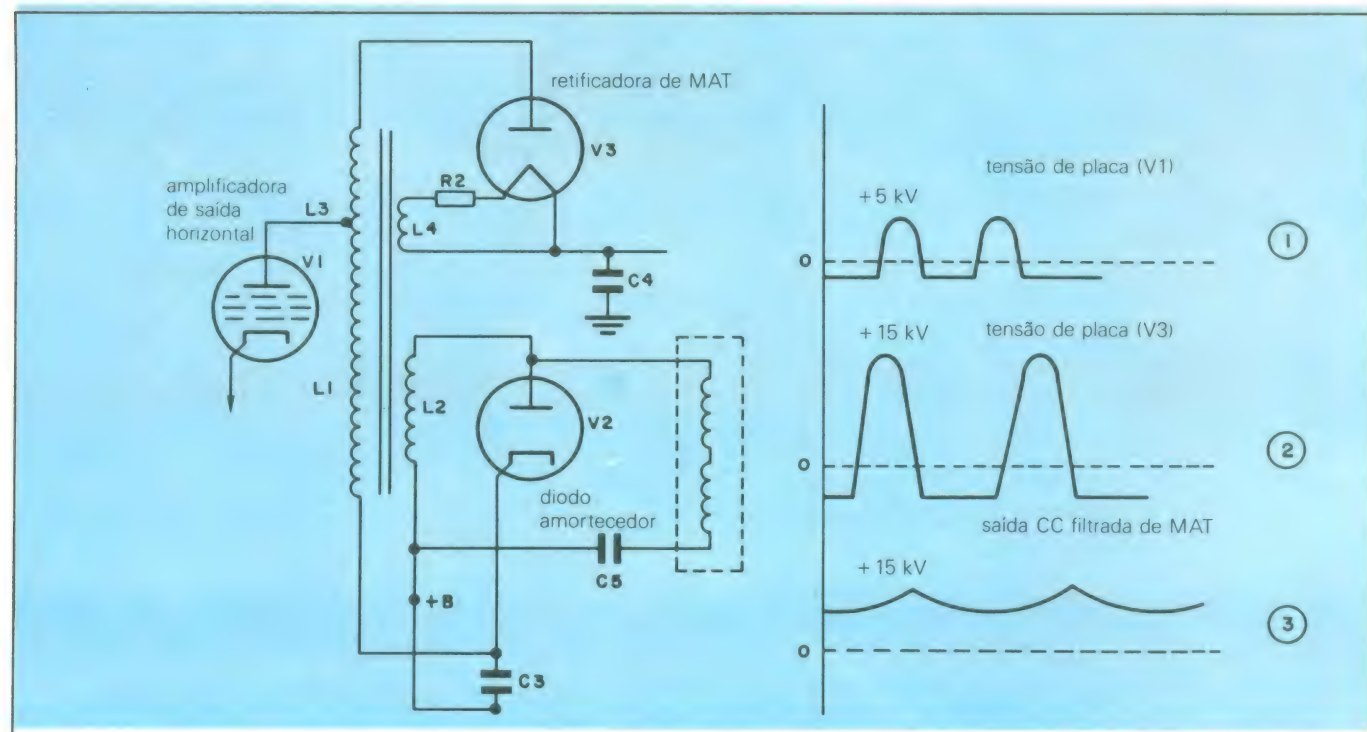 retificadora de MAT
V3
R2
amplificadora
de saída
horizontal
L3
L4
V1
C4
L1
L2
V2
diodo
amortecedor
C5
+B
C3
tensão de placa (V1)
+5 kV
0
1
tensão de placa (V3)
+15 kV
0
2
saída CC filtrada de MAT
+15 kV
0
3